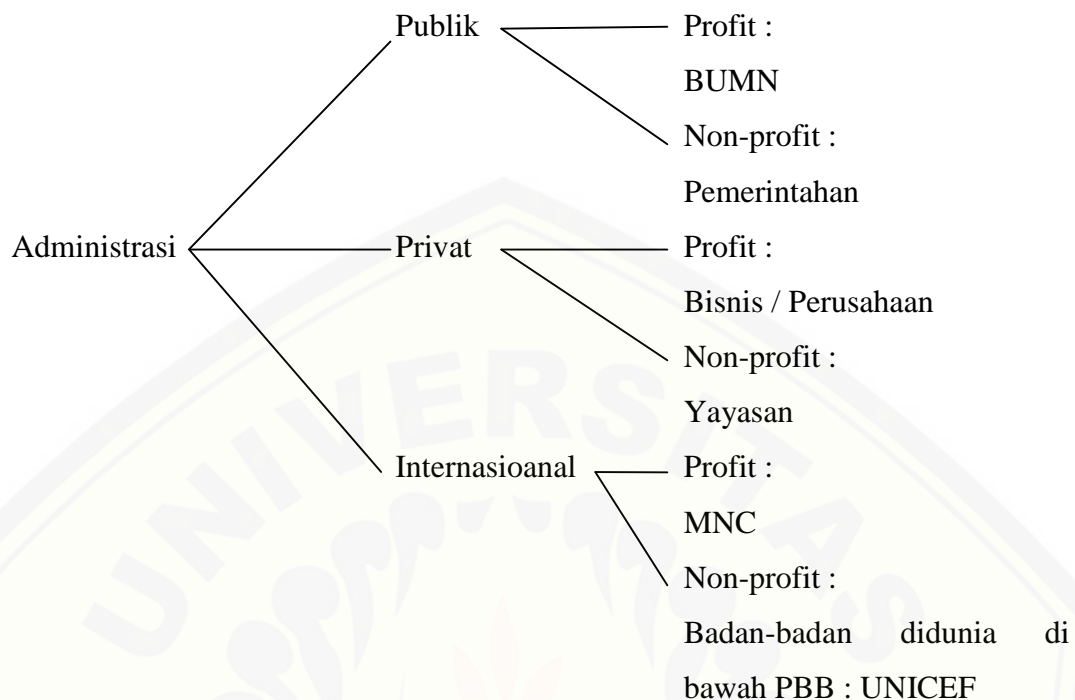 Publik
Profit :
BUMN
Non-profit :
Pemerintahan
Administrasi
Privat
Profit :
Bisnis / Perusahaan
Non-profit :
Yayasan
Internasioanal
Profit :
MNC
Non-profit :
Badan-badan didunia di
bawah PBB : UNICEF
UNIVERSITAS